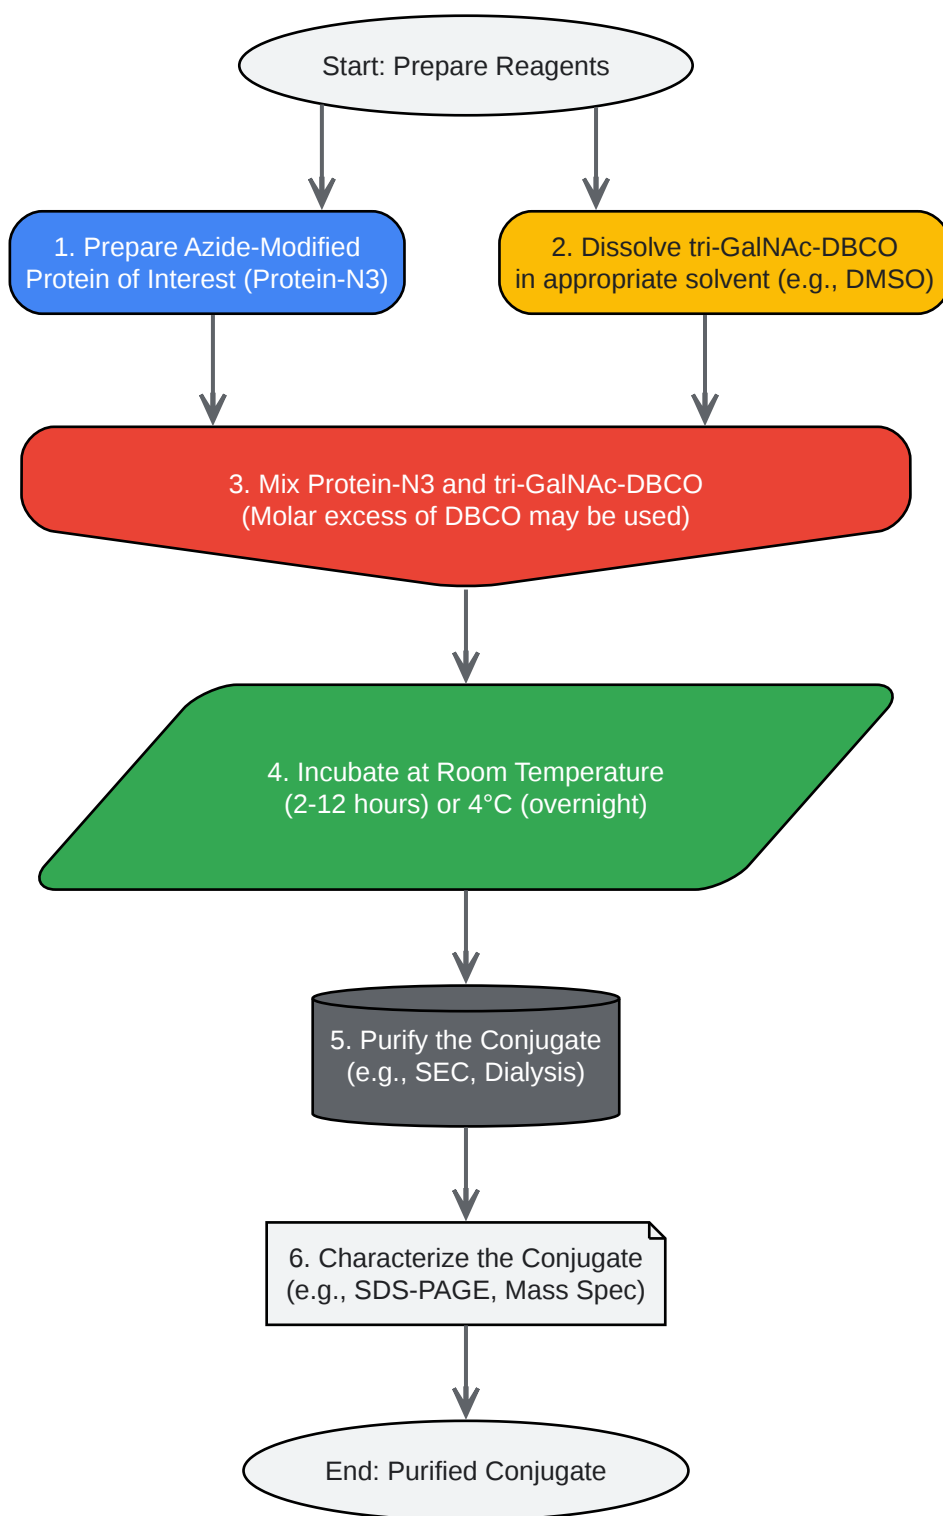 Start: Prepare Reagents
1. Prepare Azide-Modified
Protein of Interest (Protein-N3)
2. Dissolve tri-GalNAc-DBCO
in appropriate solvent (e.g., DMSO)
3. Mix Protein-N3 and tri-GalNAc-DBCO
(Molar excess of DBCO may be used)
4. Incubate at Room Temperature
(2-12 hours) or 4°C (overnight)
5. Purify the Conjugate
(e.g., SEC, Dialysis)
6. Characterize the Conjugate
(e.g., SDS-PAGE, Mass Spec)
End: Purified Conjugate